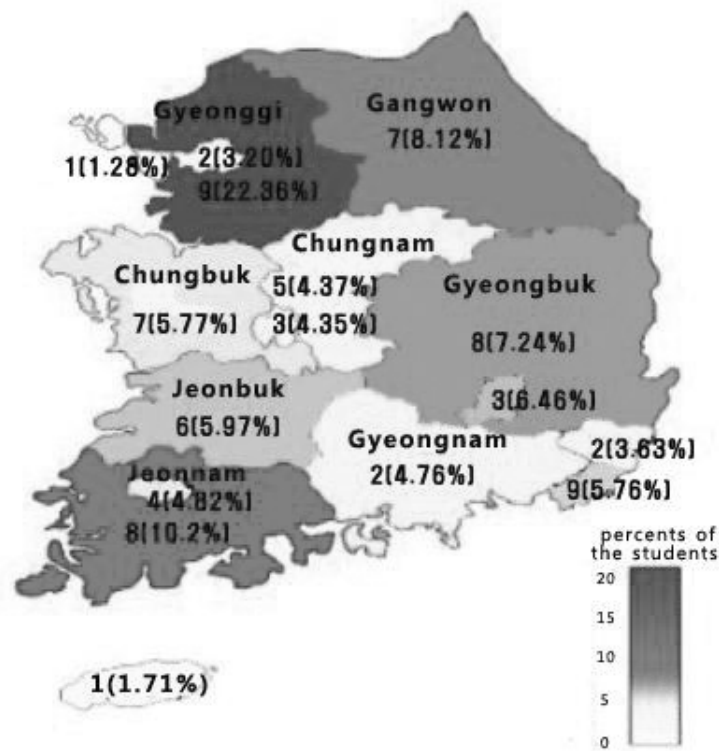 Gyeonggi
Gangwon
7(8.12%)
1(1.28%)
2(3.20%)
9(22.36%)
Chungnam
Chungbuk
5(4.37%)
Gyeongbuk
7(5.77%)
3(4.35%)
8(7.24%)
Jeonbuk
3(6.46%)
6(5.97%)
Gyeongnam
2(4.76%)
2(3.63%)
Jeonnam
4(4.82%)
9(5.76%)
8(10.2%)
percents of
the students
20
15
10
5
0
1(1.71%)